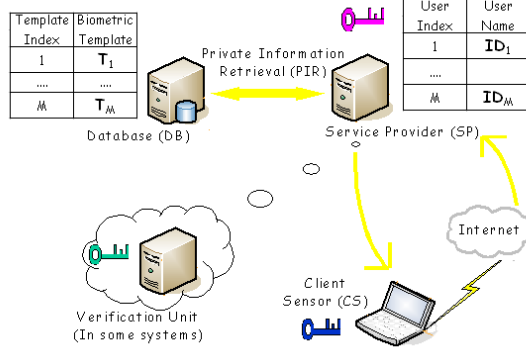 Template Index Biometric Template
1 T1
....
M TM
User Index User Name
1 ID1
....
M IDM
Private Information
Retrieval (PIR)
Database (DB)
Service Provider (SP)
Internet
Client
Sensor (CS)
Verification Unit
(In some systems)